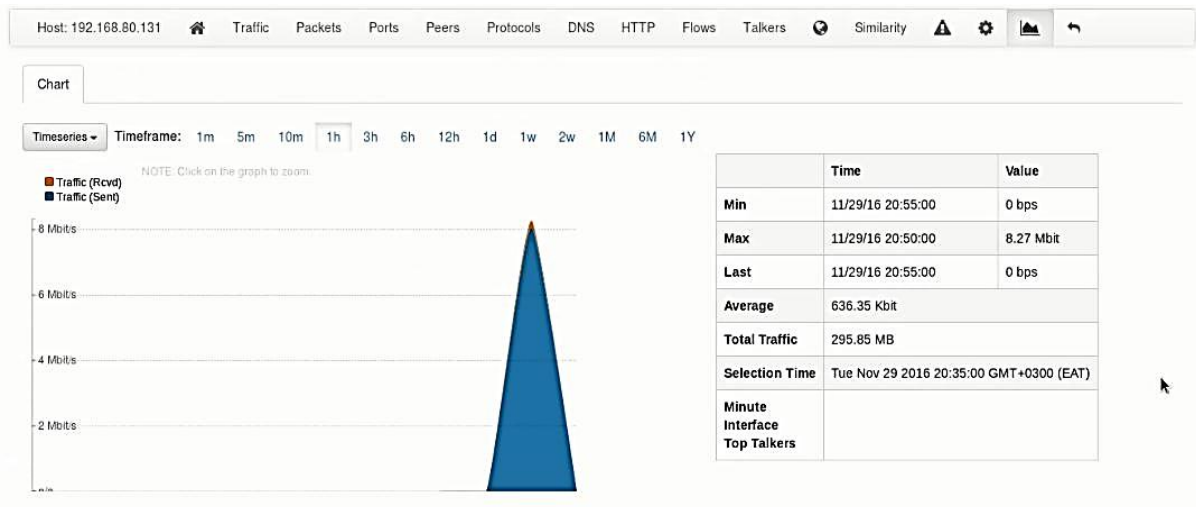 Host: 192.168.80.131 Traffic Packets Ports Peers Protocols DNS HTTP Flows Talkers Similarity
Chart
Timeseries Timeframe: 1m 5m 10m 1h 3h 6h 12h 1d 1w 2w 1M 6M 1Y
NOTE: Click on the graph to zoom.
Traffic (Rcvd)
Traffic (Sent)
8 Mbit/s
6 Mbit/s
4 Mbit/s
2 Mbit/s
Time Value
Min 11/29/16 20:55:00 0 bps
Max 11/29/16 20:50:00 8.27 Mbit
Last 11/29/16 20:55:00 0 bps
Average 636.35 Kbit
Total Traffic 295.85 MB
Selection Time Tue Nov 29 2016 20:35:00 GMT+0300 (EAT)
Minute
Interface
Top Talkers